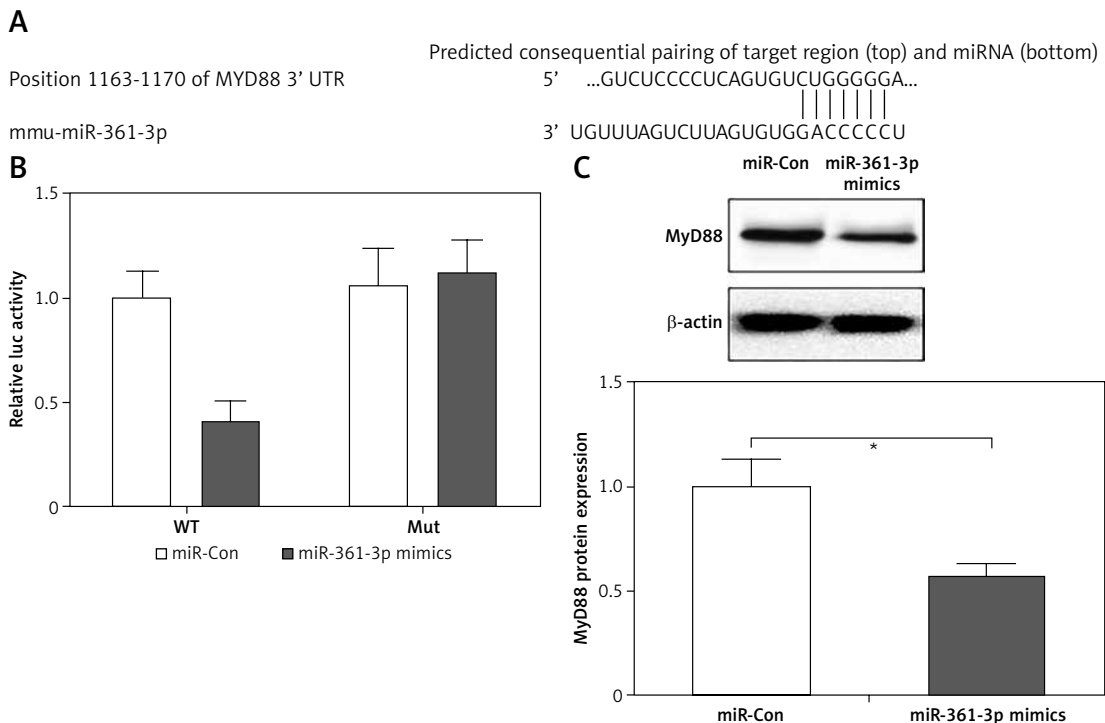 A
Predicted consequential pairing of target region (top) and miRNA (bottom)
Position 1163-1170 of MYD88 3’ UTR 5’ ...GUCUCCCCUCAGUGUCUGGGGGA...
mmu-miR-361-3p 3’ UGUUUAGUCUUAGUGUGGACCCCCU
B
1.5
1.0
0.5
0
Relative luc activity
WT Mut
miR-Con miR-361-3p mimics
C
miR-Con miR-361-3p
mimics
MyD88
β-actin
1.5
1.0
0.5
0
MyD88 protein expression
*
miR-Con miR-361-3p mimics